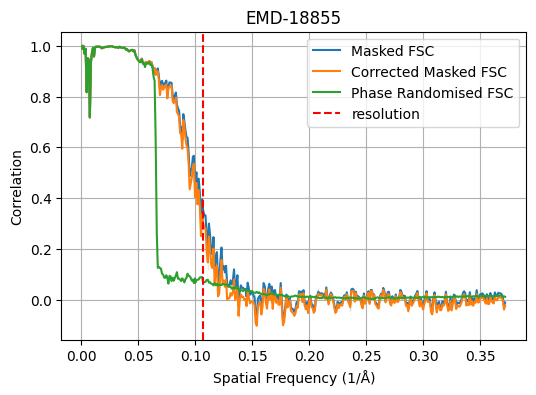 EMD-18855
Masked FSC
Corrected Masked FSC
Phase Randomised FSC
resolution
Correlation
1.0
0.8
0.6
0.4
0.2
0.0
0.00 0.05 0.10 0.15 0.20 0.25 0.30 0.35
Spatial Frequency (1/Å)